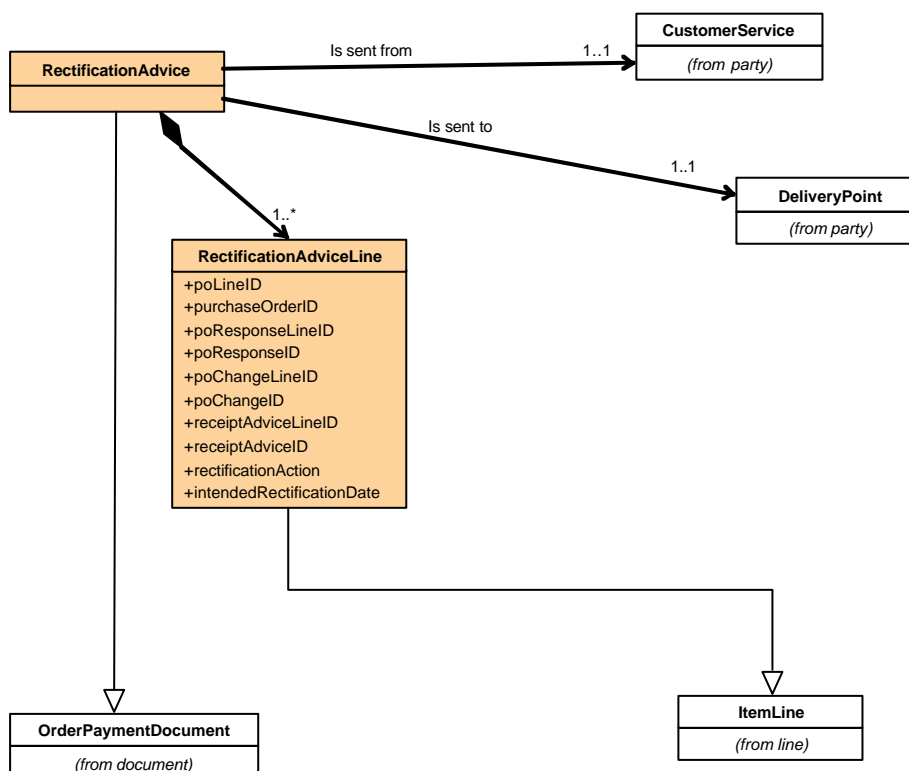 CustomerService
(from party)
Is sent from
1..1
RectificationAdvice
Is sent to
1..1
DeliveryPoint
(from party)
1..*
RectificationAdviceLine
+poLineID
+purchaseOrderID
+poResponseLineID
+poResponseID
+poChangeLineID
+poChangeID
+receiptAdviceLineID
+receiptAdviceID
+rectificationAction
+intendedRectificationDate
OrderPaymentDocument
(from document)
ItemLine
(from line)